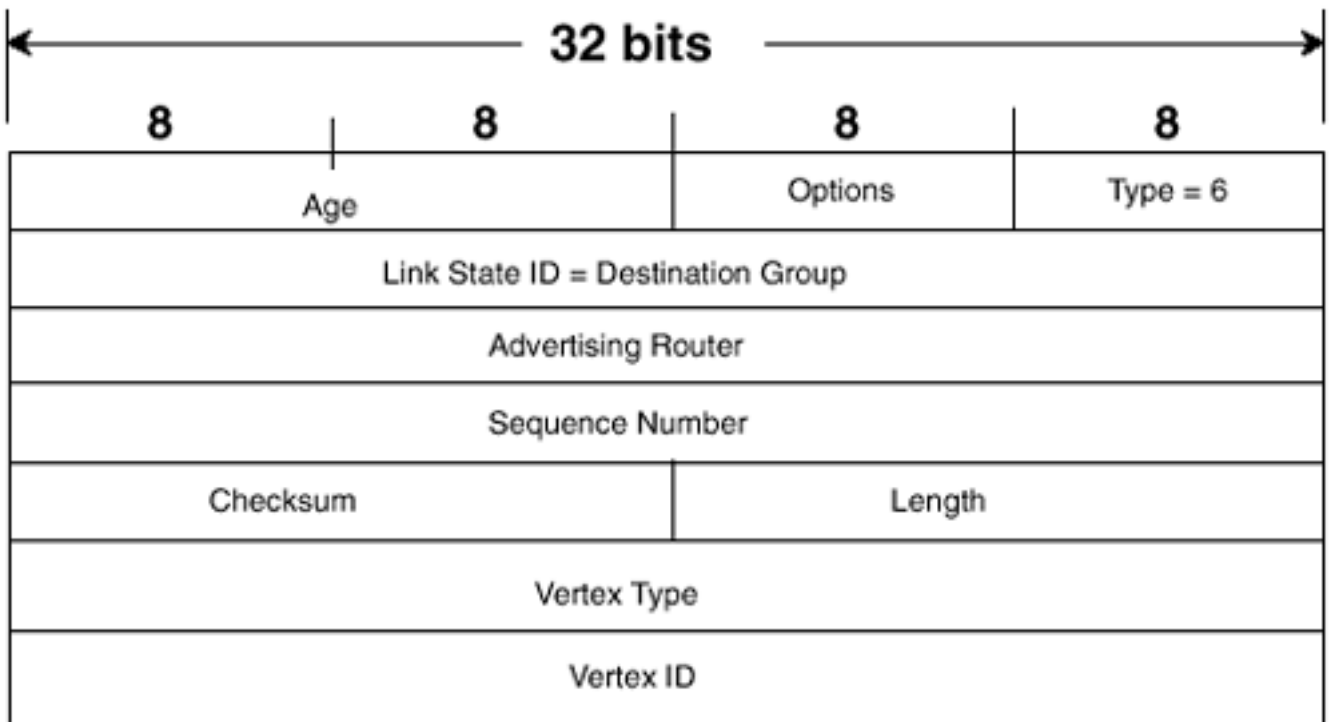 32 bits
8 8 8 8
Age Options Type = 6
Link State ID = Destination Group
Advertising Router
Sequence Number
Checksum Length
Vertex Type
Vertex ID